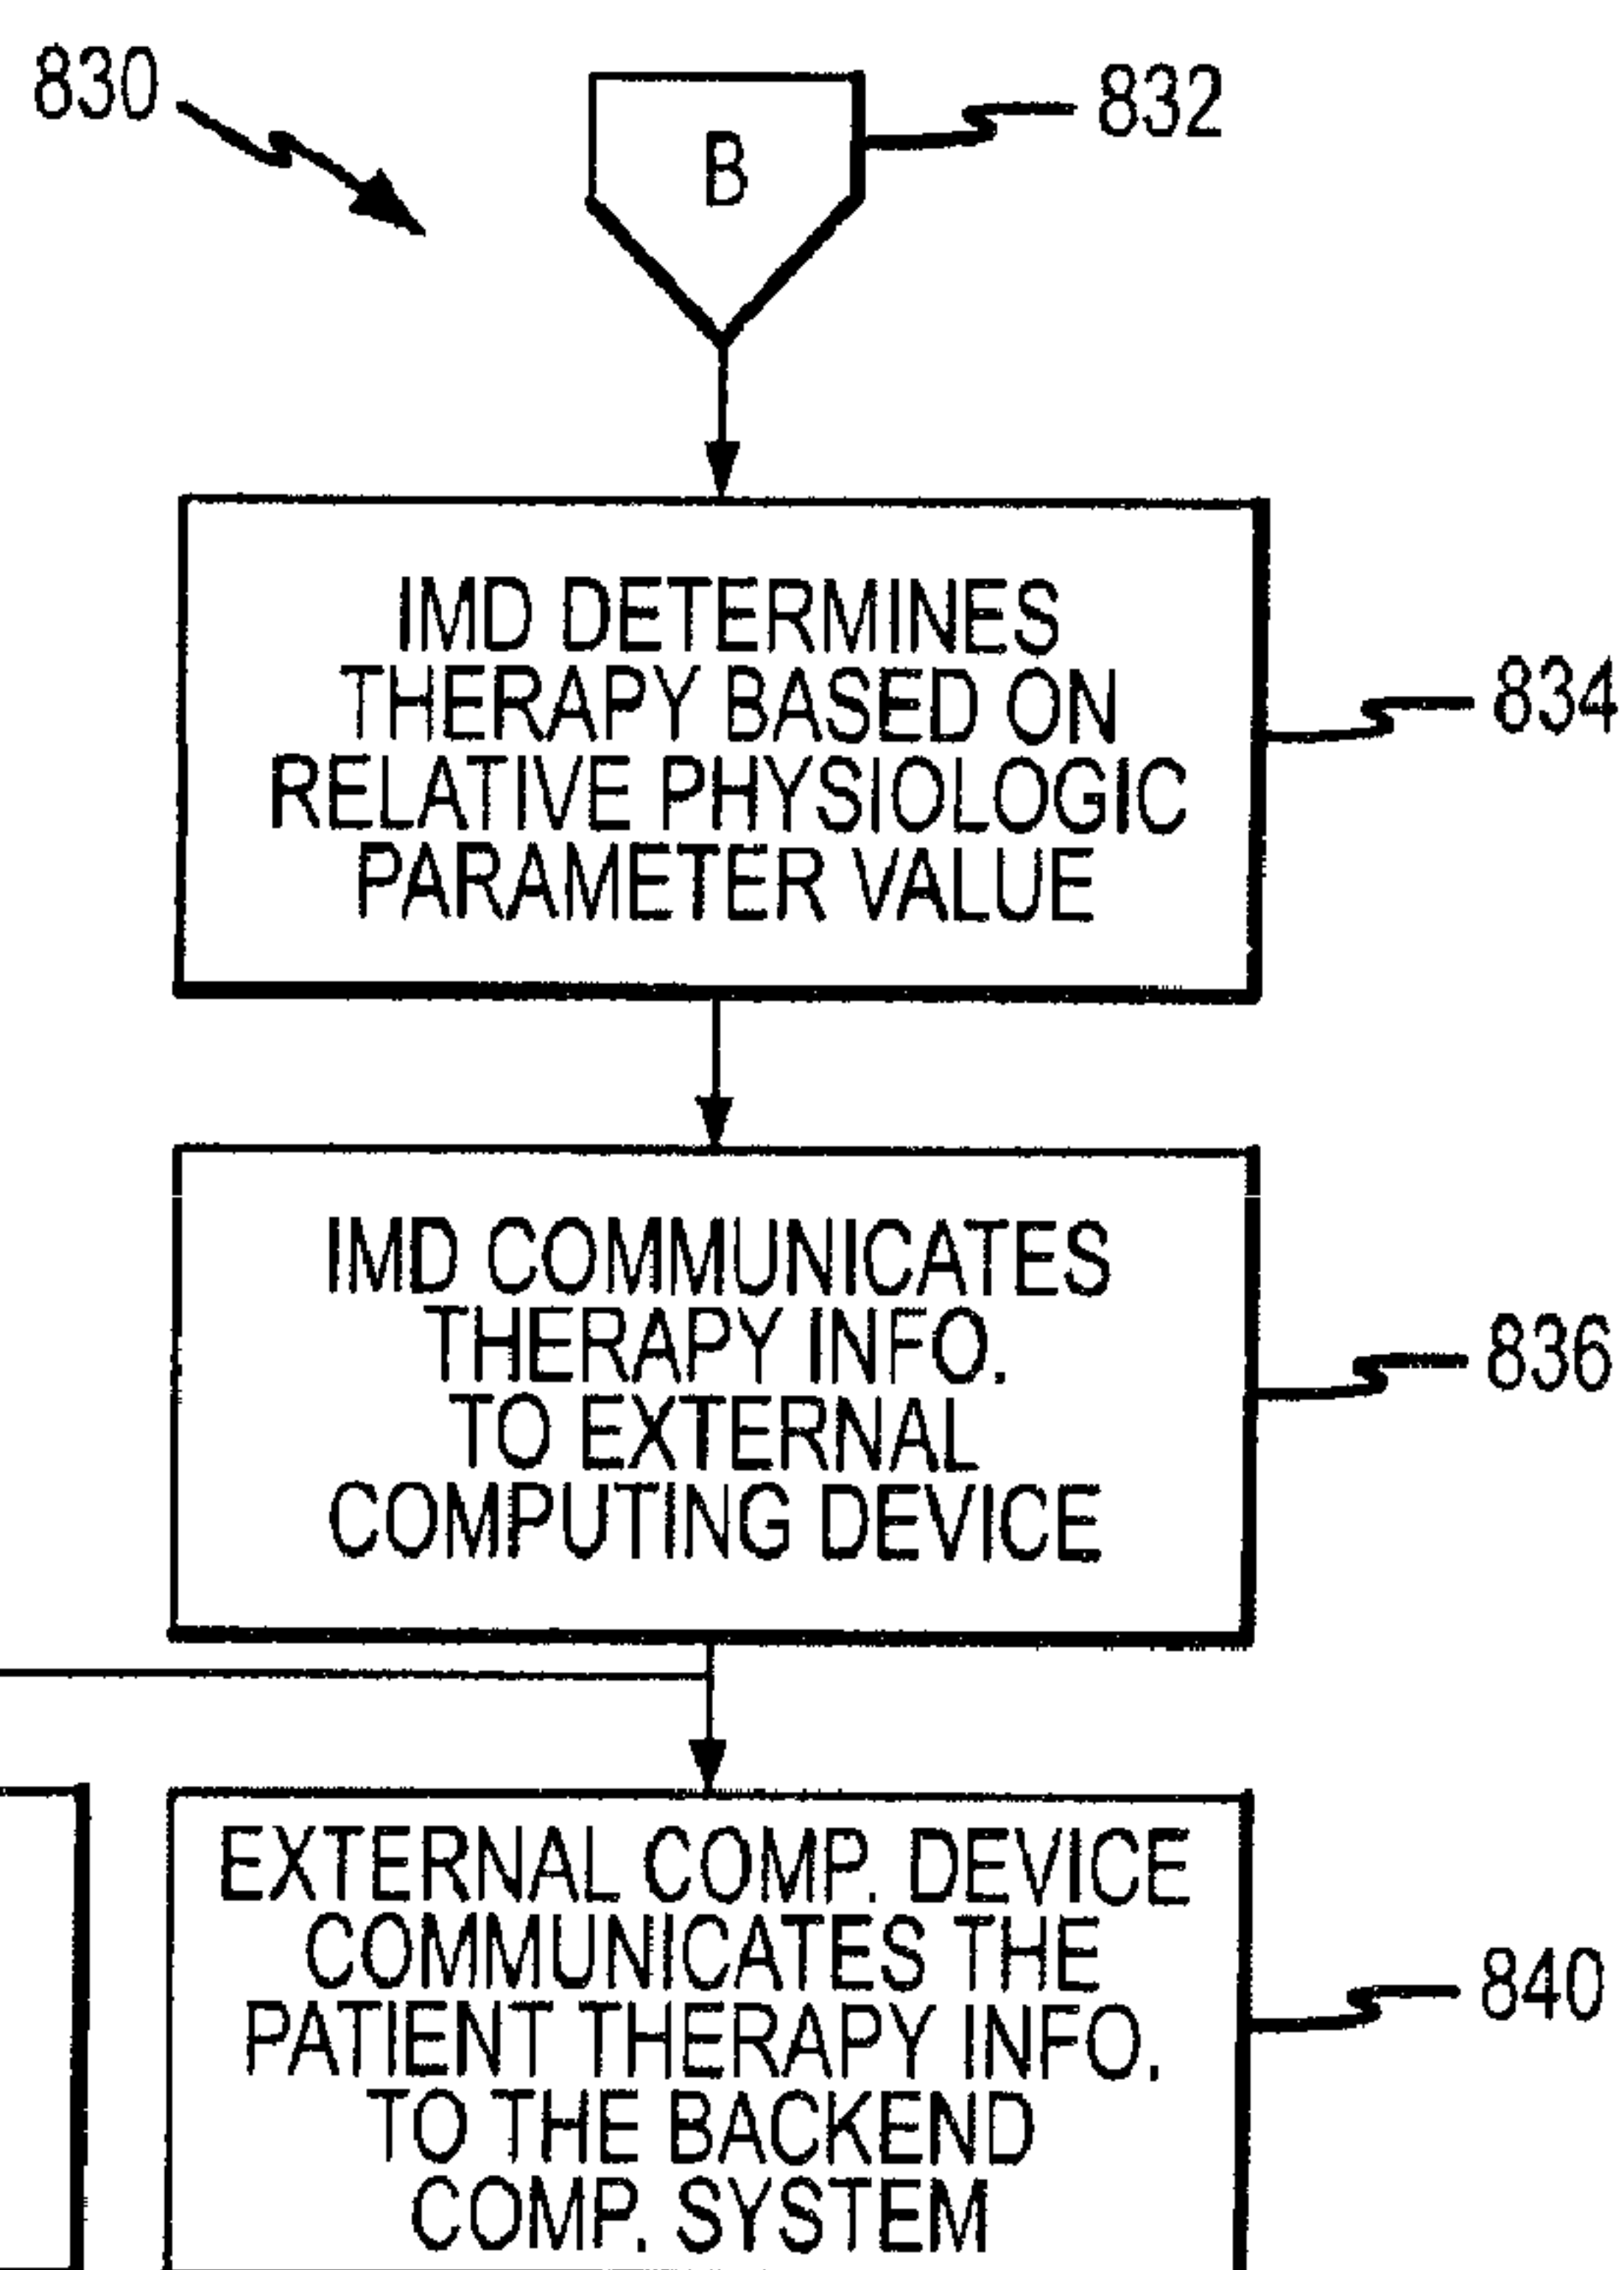 830
B
832
IMD DETERMINES
THERAPY BASED ON
RELATIVE PHYSIOLOGIC
PARAMETER VALUE
834
IMD COMMUNICATES
THERAPY INFO.
TO EXTERNAL
COMPUTING DEVICE
836
EXTERNAL COMP. DEVICE
COMMUNICATES THE
PATIENT THERAPY INFO.
TO THE BACKEND
COMP. SYSTEM
840